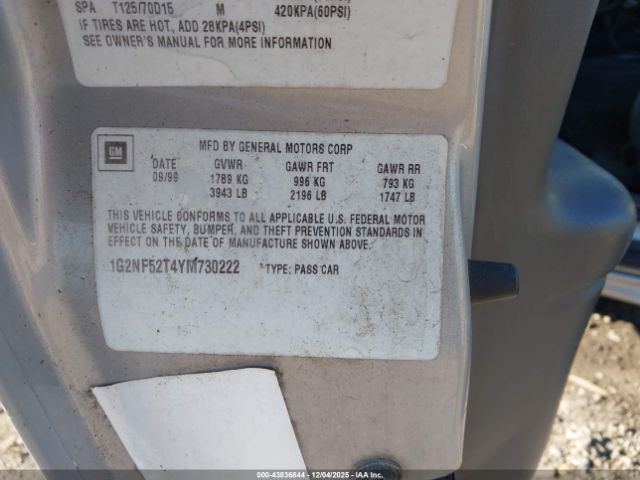 SPA T125/70D15 M 420KPA(60PSI)
IF TIRES ARE HOT, ADD 28KPA(4PSI)
SEE OWNER'S MANUAL FOR MORE INFORMATION
GM
MFD BY GENERAL MOTORS CORP
DATE GVWR GAWR FRT GAWR RR
09/99 1789 KG 996 KG 793 KG
3943 LB 2196 LB 1747 LB
THIS VEHICLE CONFORMS TO ALL APPLICABLE U.S. FEDERAL MOTOR
VEHICLE SAFETY, BUMPER, AND THEFT PREVENTION STANDARDS IN
EFFECT ON THE DATE OF MANUFACTURE SHOWN ABOVE.
1G2NF52T4YM730222 *TYPE: PASS CAR
00-43836844 - 12/04/2025 - IAAI.COM